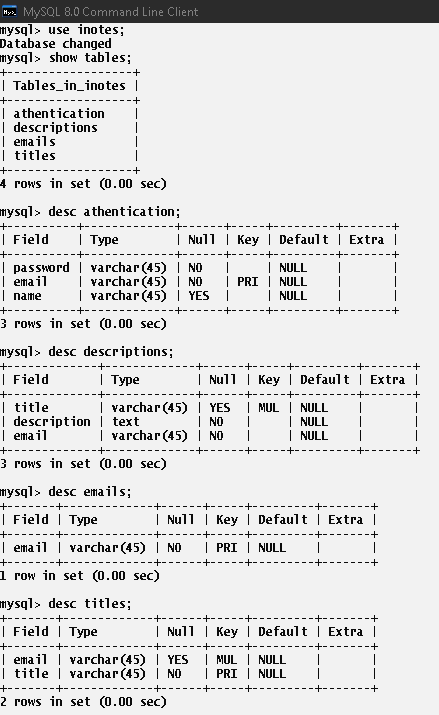 MySQL 8.0 Command Line Client
mysql> use inotes;
Database changed
mysql> show tables;
+------------------+
| Tables_in_inotes |
+------------------+
| athentication    |
| descriptions     |
| emails           |
| titles           |
+------------------+
4 rows in set (0.00 sec)
mysql> desc athentication;
+----------+-------------+------+-----+---------+-------+
| Field    | Type        | Null | Key | Default | Extra |
+----------+-------------+------+-----+---------+-------+
| password | varchar(45) | NO   |     | NULL    |       |
| email    | varchar(45) | NO   | PRI | NULL    |       |
| name     | varchar(45) | YES  |     | NULL    |       |
+----------+-------------+------+-----+---------+-------+
3 rows in set (0.00 sec)
mysql> desc descriptions;
+-------------+-------------+------+-----+---------+-------+
| Field       | Type        | Null | Key | Default | Extra |
+-------------+-------------+------+-----+---------+-------+
| title       | varchar(45) | YES  | MUL | NULL    |       |
| description | text        | NO   |     | NULL    |       |
| email       | varchar(45) | NO   |     | NULL    |       |
+-------------+-------------+------+-----+---------+-------+
3 rows in set (0.00 sec)
mysql> desc emails;
+-------+-------------+------+-----+---------+-------+
| Field | Type        | Null | Key | Default | Extra |
+-------+-------------+------+-----+---------+-------+
| email | varchar(45) | NO   | PRI | NULL    |       |
+-------+-------------+------+-----+---------+-------+
1 row in set (0.00 sec)
mysql> desc titles;
+-------+-------------+------+-----+---------+-------+
| Field | Type        | Null | Key | Default | Extra |
+-------+-------------+------+-----+---------+-------+
| email | varchar(45) | YES  | MUL | NULL    |       |
| title | varchar(45) | NO   | PRI | NULL    |       |
+-------+-------------+------+-----+---------+-------+
2 rows in set (0.00 sec)